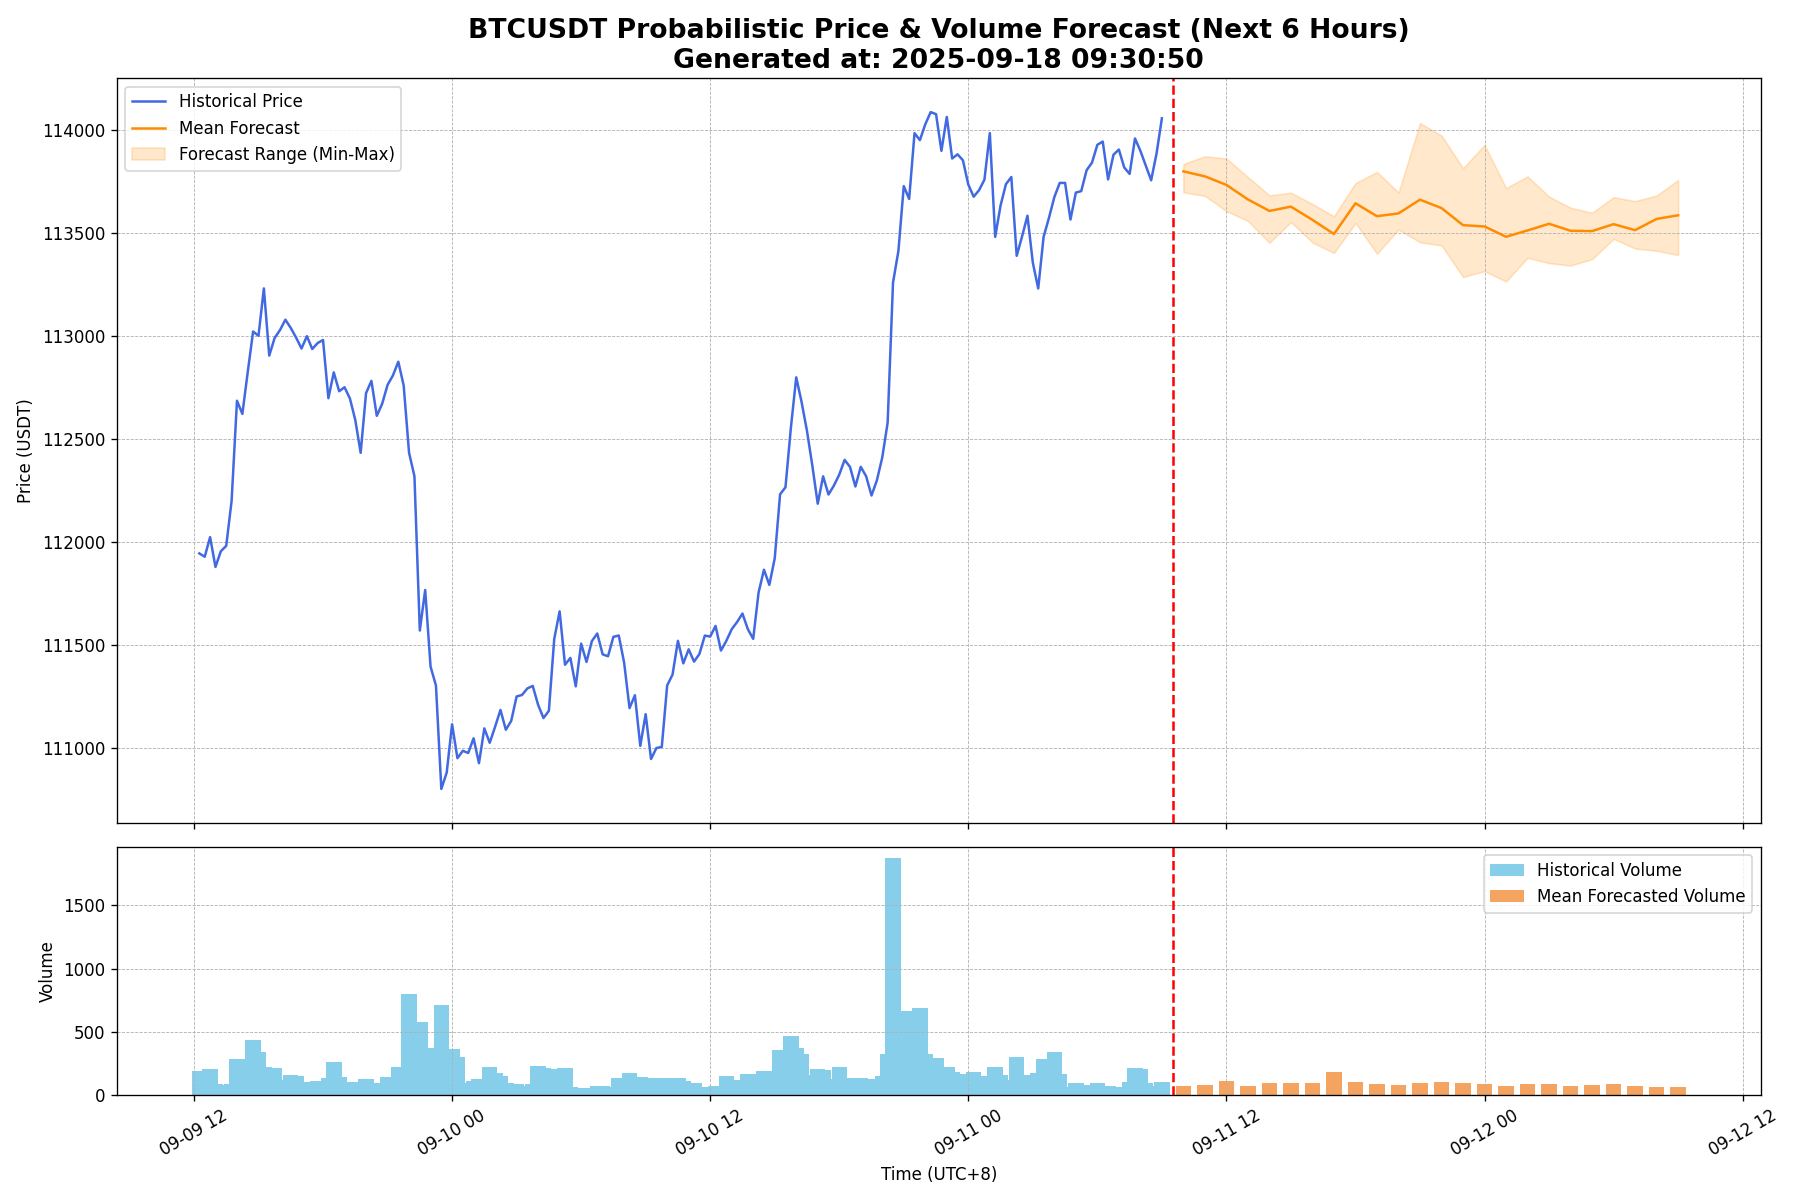 BTCUSDT Probabilistic Price & Volume Forecast (Next 6 Hours)
Generated at: 2025-09-18 09:30:50
Historical Price
Mean Forecast
Forecast Range (Min-Max)
114000
113500
113000
112500
112000
111500
111000
Price (USDT)
Historical Volume
Mean Forecasted Volume
1500
1000
500
0
Volume
09-09 12
09-10 00
09-10 12
09-11 00
09-11 12
09-12 00
09-12 12
Time (UTC+8)